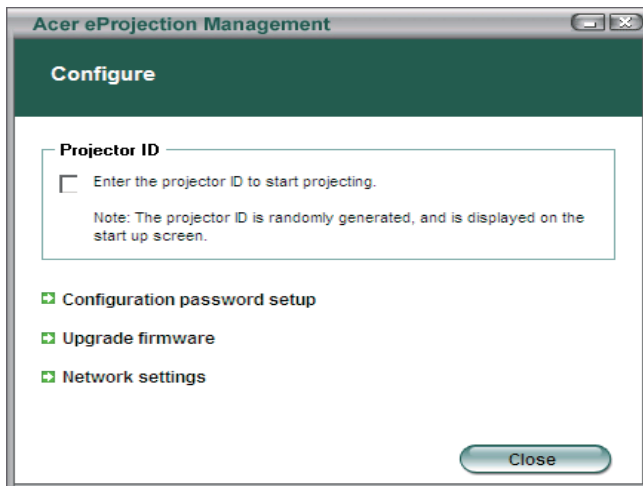 Acer eProjection Management
Configure
Projector ID
Enter the projector ID to start projecting.
Note: The projector ID is randomly generated, and is displayed on the
start up screen.
Configuration password setup
Upgrade firmware
Network settings
Close